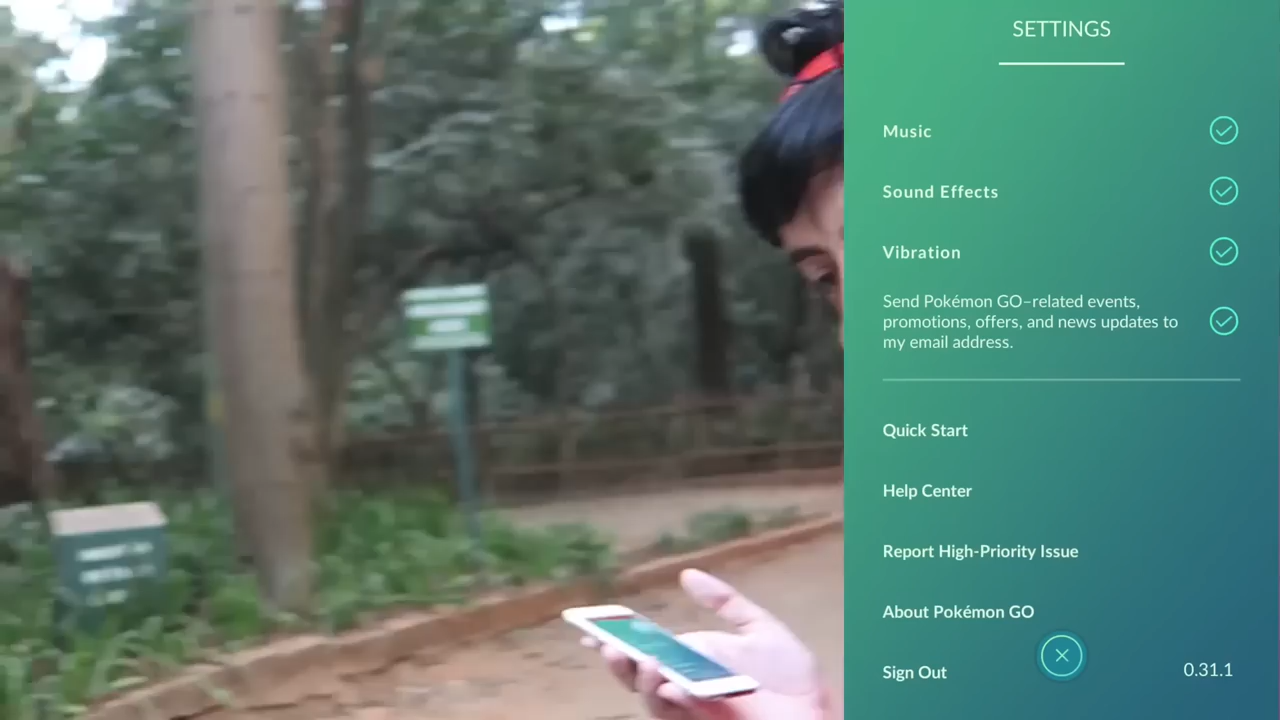 SETTINGS
Music
Sound Effects
Vibration
Send Pokémon GO–related events,
promotions, offers, and news updates to
my email address.
Quick Start
Help Center
Report High-Priority Issue
About Pokémon GO
Sign Out
0.31.1